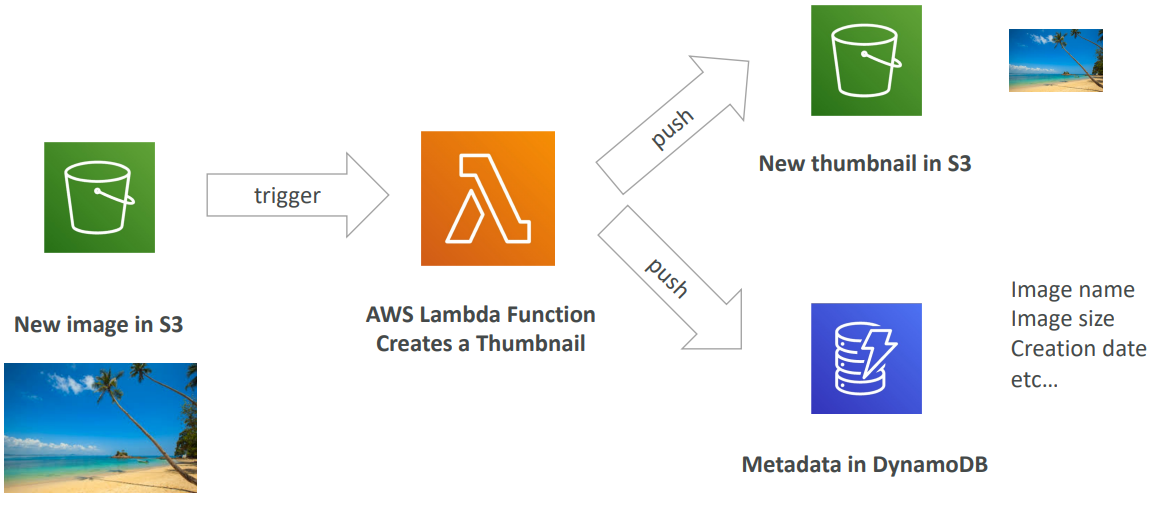 New image in S3
trigger
AWS Lambda Function
Creates a Thumbnail
push
New thumbnail in S3
push
Image name
Image size
Creation date
etc…
Metadata in DynamoDB